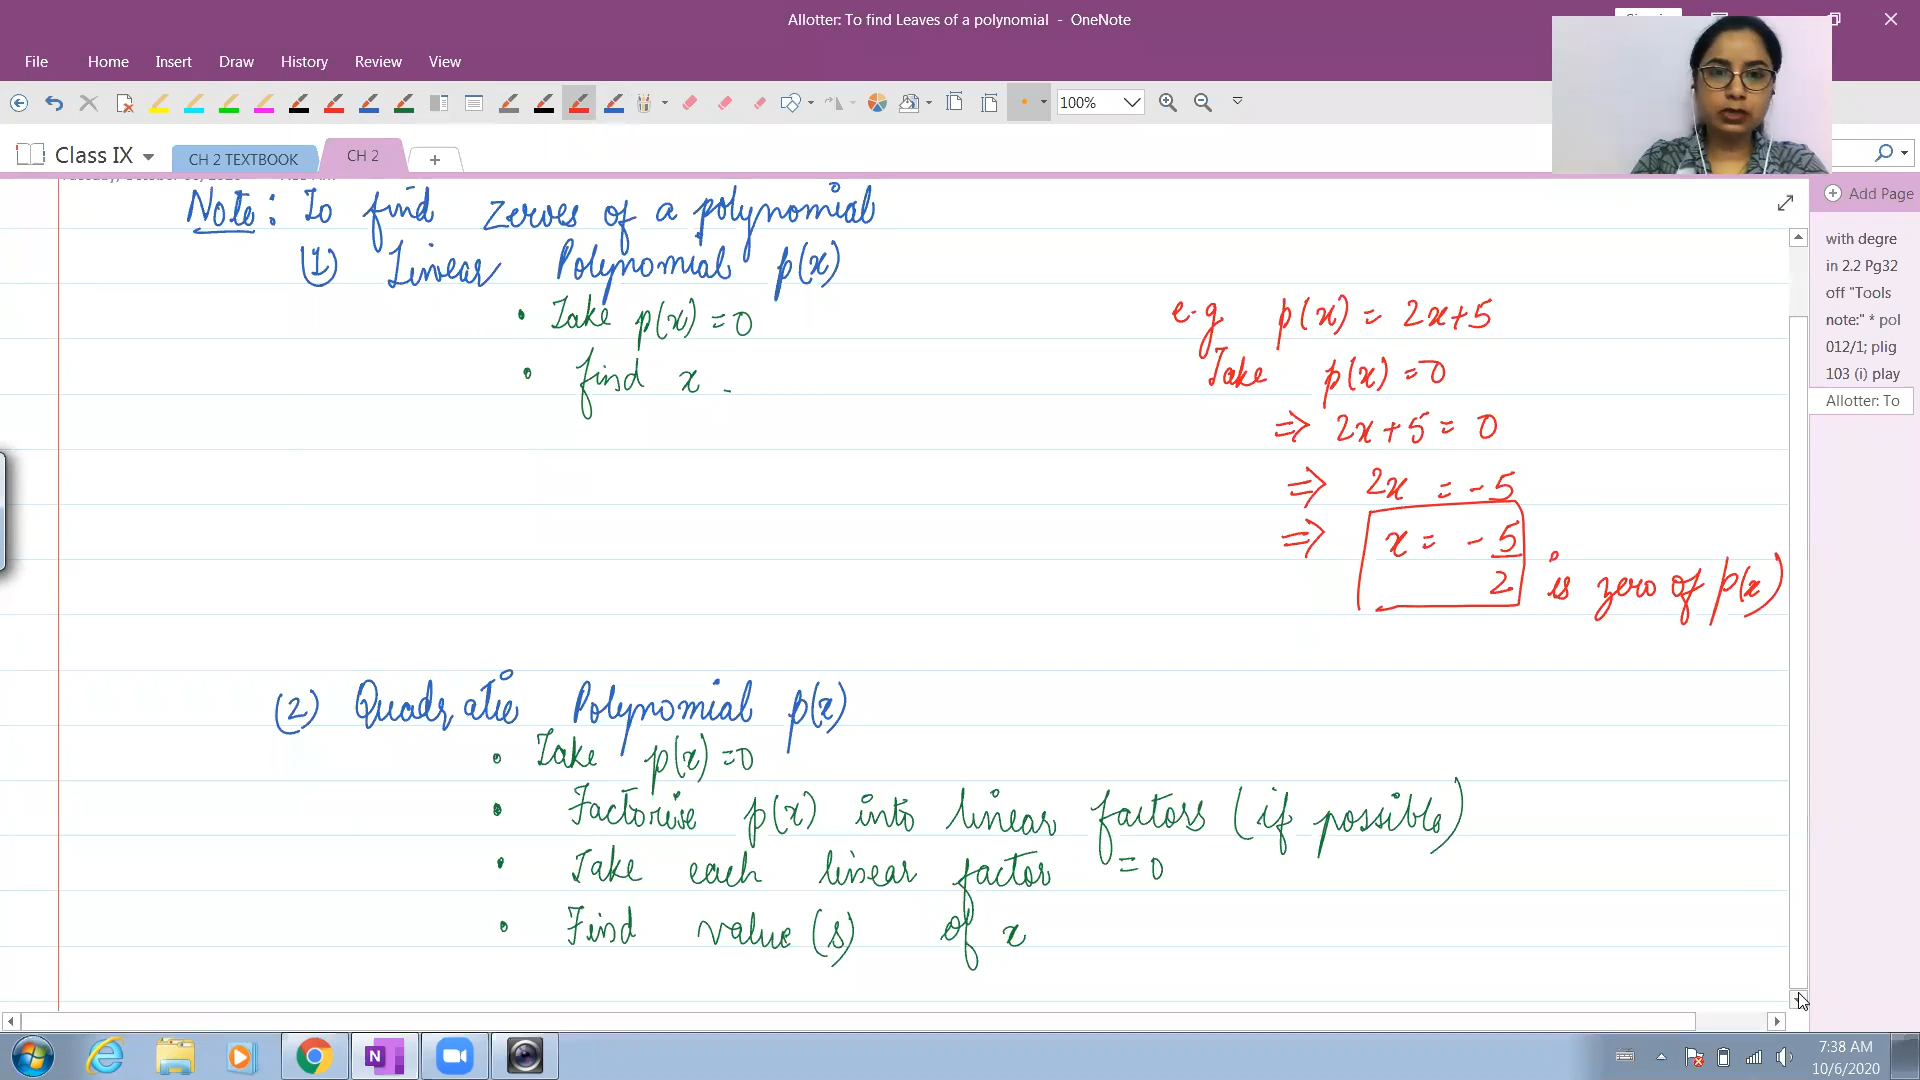 Allotter: To find Leaves of a polynomial - OneNote
File Home Insert Draw History Review View
100%
Class IX CH 2 TEXTBOOK CH 2 +
Add Page
with degre
in 2.2 Pg32
off "Tools
note:" * pol
012/1; plig
103 (i) play
Allotter: To
Note: To find zeroes of a polynomial
(1) Linear Polynomial p(x)
• Take p(x) = 0
• find x -
e.g p(x) = 2x+5
Take p(x) = 0
=> 2x+5 = 0
=> 2x = -5
=> x = -5/2 is zero of p(x)
(2) Quadratic Polynomial p(x)
• Take p(x) = 0
• Factorise p(x) into linear factors (if possible)
• Take each linear factor = 0
• Find value(s) of x
7:38 AM
10/6/2020